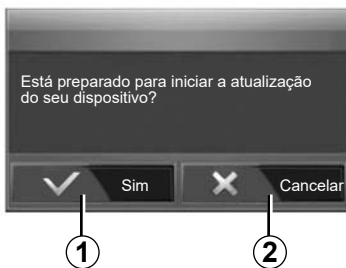 Está preparado para iniciar a atualização
do seu dispositivo?
Sim
Cancelar
1
2